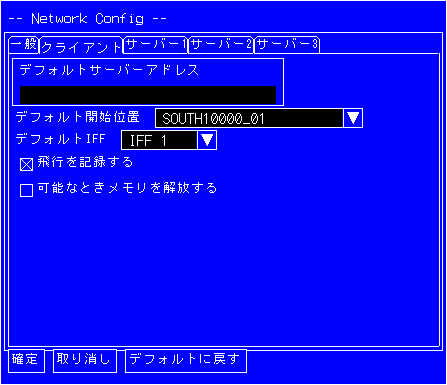 -- Network Config --
一般 クライアント サーバー1 サーバー2 サーバー3
デフォルトサーバーアドレス
デフォルト開始位置 SOUTH10000_01
デフォルトIFF IFF 1
飛行を記録する
可能なときメモリを解放する
確定 取り消し デフォルトに戻す